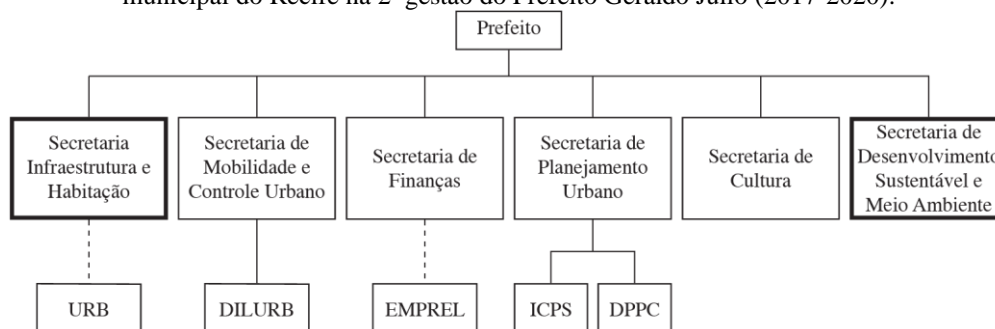 municipal do Recife na 2ª gestão do Prefeito Geraldo Julio (2017-2020).
Prefeito
Secretaria
Infraestrutura e
Habitação
Secretaria de
Mobilidade e
Controle Urbano
Secretaria de
Finanças
Secretaria de
Planejamento
Urbano
Secretaria de
Cultura
Secretaria de
Desenvolvimento
Sustentável e
Meio Ambiente
URB
DILURB
EMPREL
ICPS
DPPC